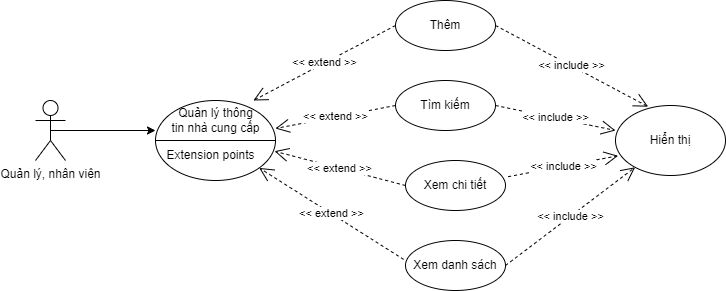 Thêm
<< extend >>
<< include >>
Quản lý thông
tin nhà cung cấp
Extension points
<< extend >>
Tìm kiếm
<< include >>
Hiển thị
Quản lý, nhân viên
<< extend >>
Xem chi tiết
<< include >>
<< extend >>
<< include >>
Xem danh sách